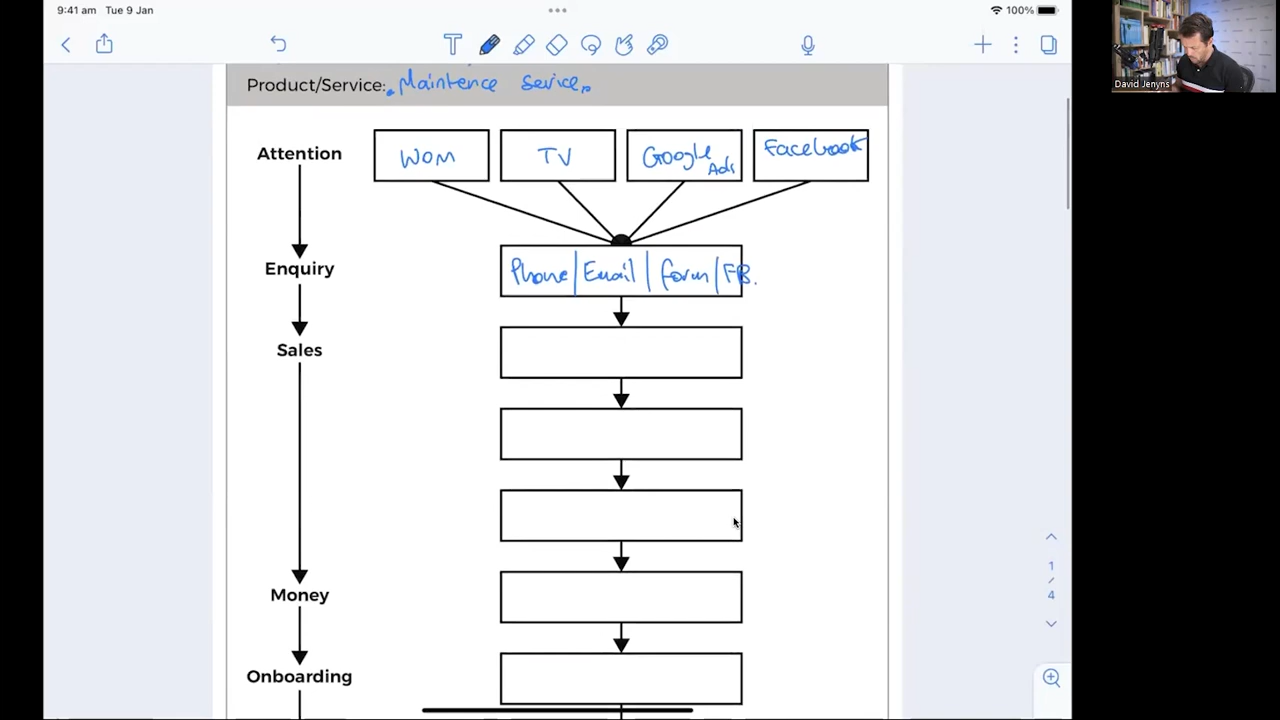 9:41 am Tue 9 Jan
100%
David Jenyns
T
Product/Service: Maintence Service.
Attention
WOM
TV
Google Ads
Facebook
Enquiry
Phone | Email | form | FB.
Sales
Money
Onboarding
1
/
4